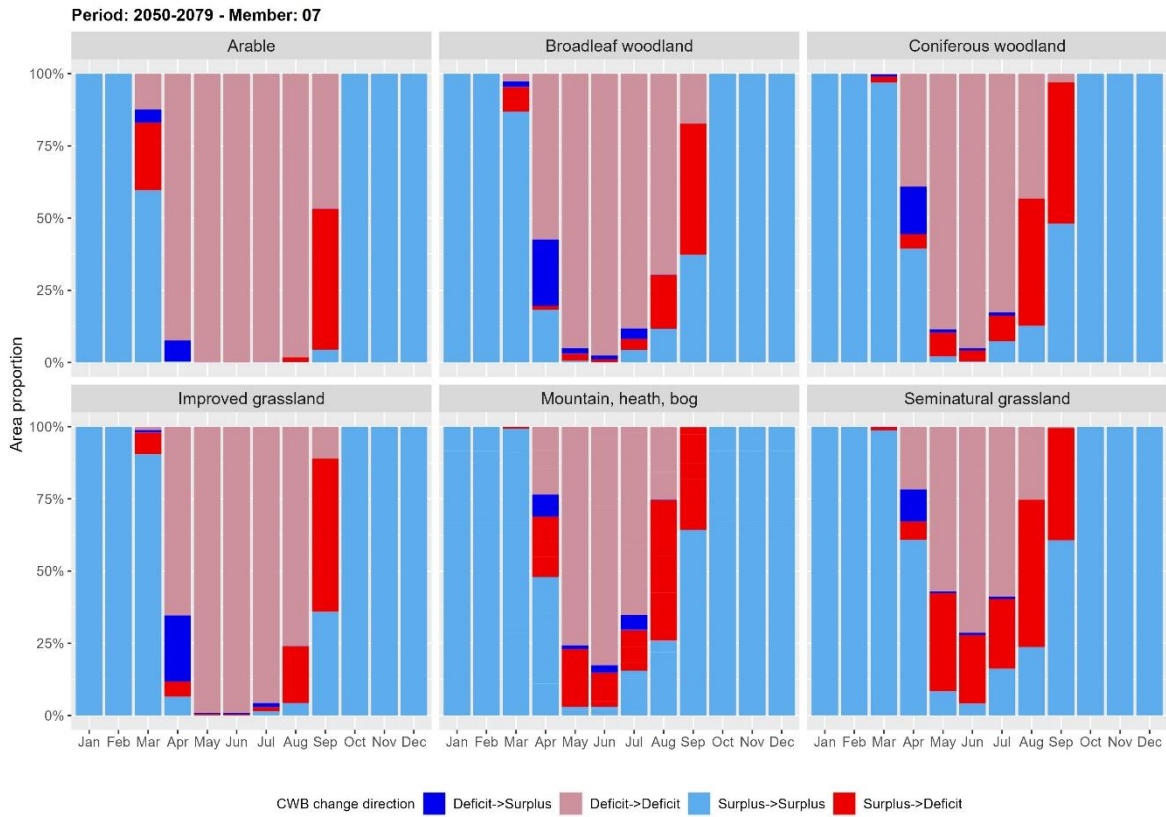 Period: 2050-2079 - Member: 07
Arable Broadleaf woodland Coniferous woodland
100%
75%
50%
25%
0%
Improved grassland Mountain, heath, bog Seminatural grassland
100%
75%
50%
25%
0%
Area proportion
Jan Feb Mar Apr May Jun Jul Aug Sep Oct Nov Dec Jan Feb Mar Apr May Jun Jul Aug Sep Oct Nov Dec Jan Feb Mar Apr May Jun Jul Aug Sep Oct Nov Dec
CWB change direction Deficit->Surplus Deficit->Deficit Surplus->Surplus Surplus->Deficit